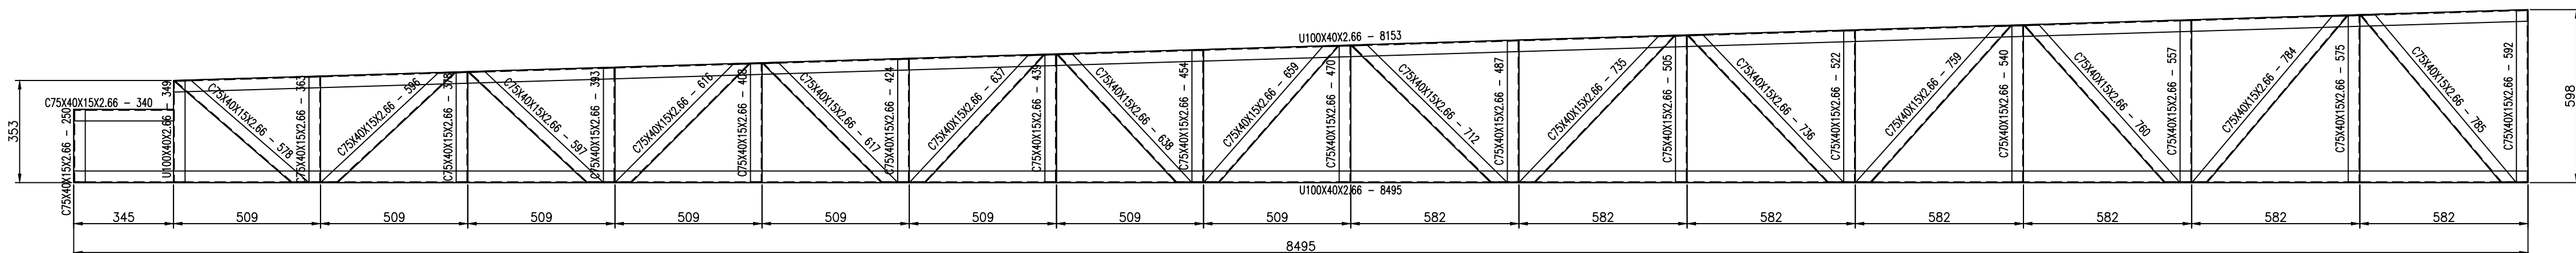 U100X40X2.66 - 8153
C75X40X15X2.66 - 340
C75X40X15X2.66 - 250
U100X40X2.66 - 349
C75X40X15X2.66 - 578
C75X40X15X2.66 - 363
C75X40X15X2.66 - 596
C75X40X15X2.66 - 378
C75X40X15X2.66 - 597
C75X40X15X2.66 - 393
C75X40X15X2.66 - 616
C75X40X15X2.66 - 408
C75X40X15X2.66 - 617
C75X40X15X2.66 - 424
C75X40X15X2.66 - 637
C75X40X15X2.66 - 439
C75X40X15X2.66 - 638
C75X40X15X2.66 - 454
C75X40X15X2.66 - 659
C75X40X15X2.66 - 470
C75X40X15X2.66 - 712
C75X40X15X2.66 - 487
C75X40X15X2.66 - 735
C75X40X15X2.66 - 505
C75X40X15X2.66 - 736
C75X40X15X2.66 - 522
C75X40X15X2.66 - 759
C75X40X15X2.66 - 540
C75X40X15X2.66 - 760
C75X40X15X2.66 - 557
C75X40X15X2.66 - 784
C75X40X15X2.66 - 575
C75X40X15X2.66 - 785
C75X40X15X2.66 - 592
353
598
U100X40X2.66 - 8495
345
509
509
509
509
509
509
509
509
582
582
582
582
582
582
582
8495